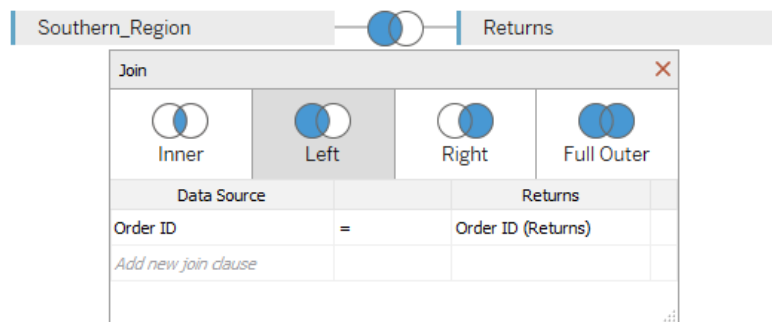 Southern_Region Returns
Join
Inner Left Right Full Outer
Data Source Returns
Order ID = Order ID (Returns)
Add new join clause